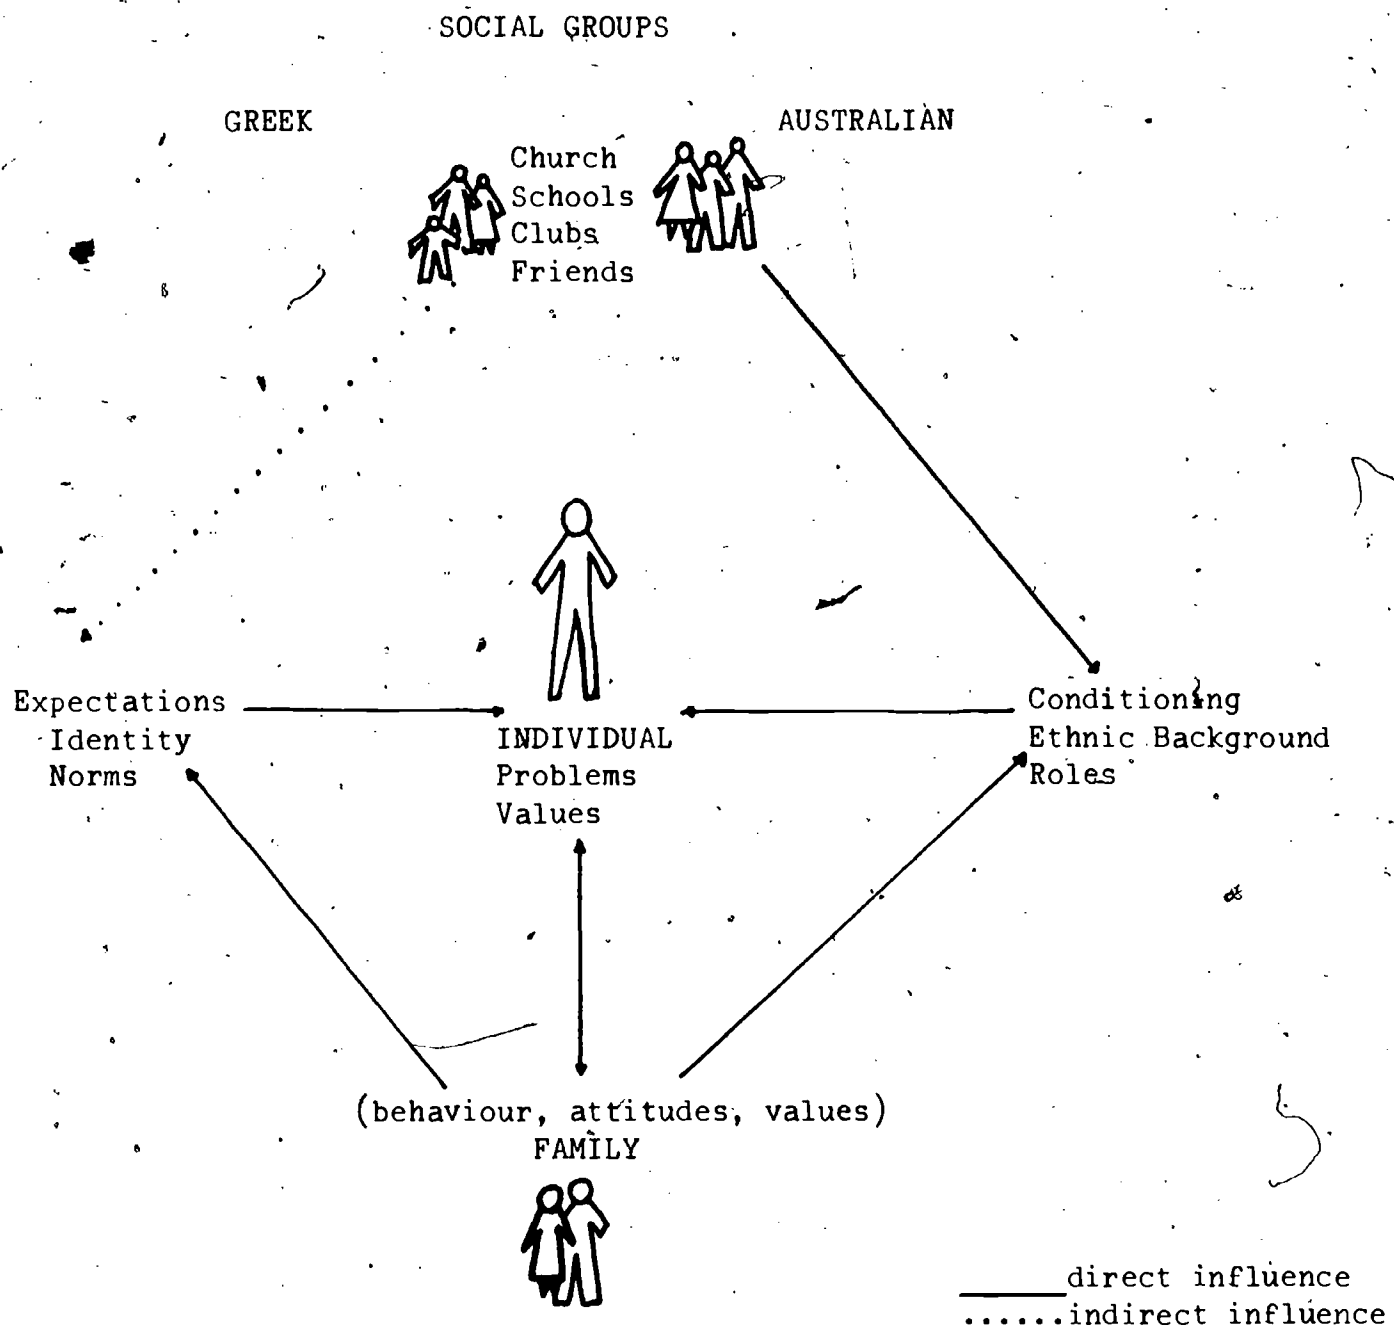 SOCIAL GROUPS
GREEK
AUSTRALIAN
Church
Schools
Clubs
Friends
Expectations
Identity
Norms
INDIVIDUAL
Problems
Values
Conditioning
Ethnic Background
Roles
(behaviour, attitudes, values)
FAMILY
direct influence
......indirect influence